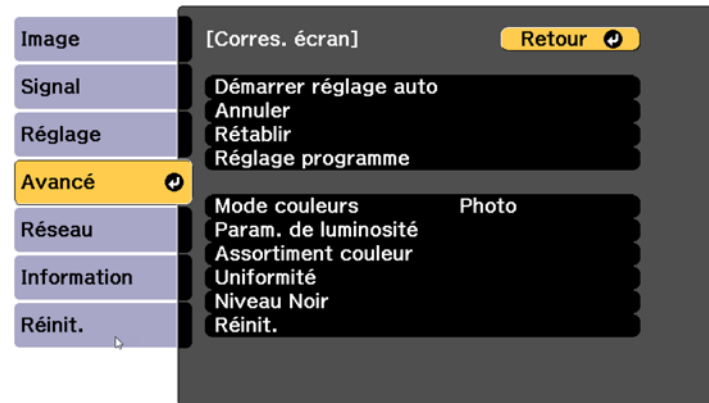 Image
Signal
Réglage
Avancé
Réseau
Information
Réinit.
[Corres. écran]
Retour
Démarrer réglage auto
Annuler
Rétablir
Réglage programme
Mode couleurs Photo
Param. de luminosité
Assortiment couleur
Uniformité
Niveau Noir
Réinit.